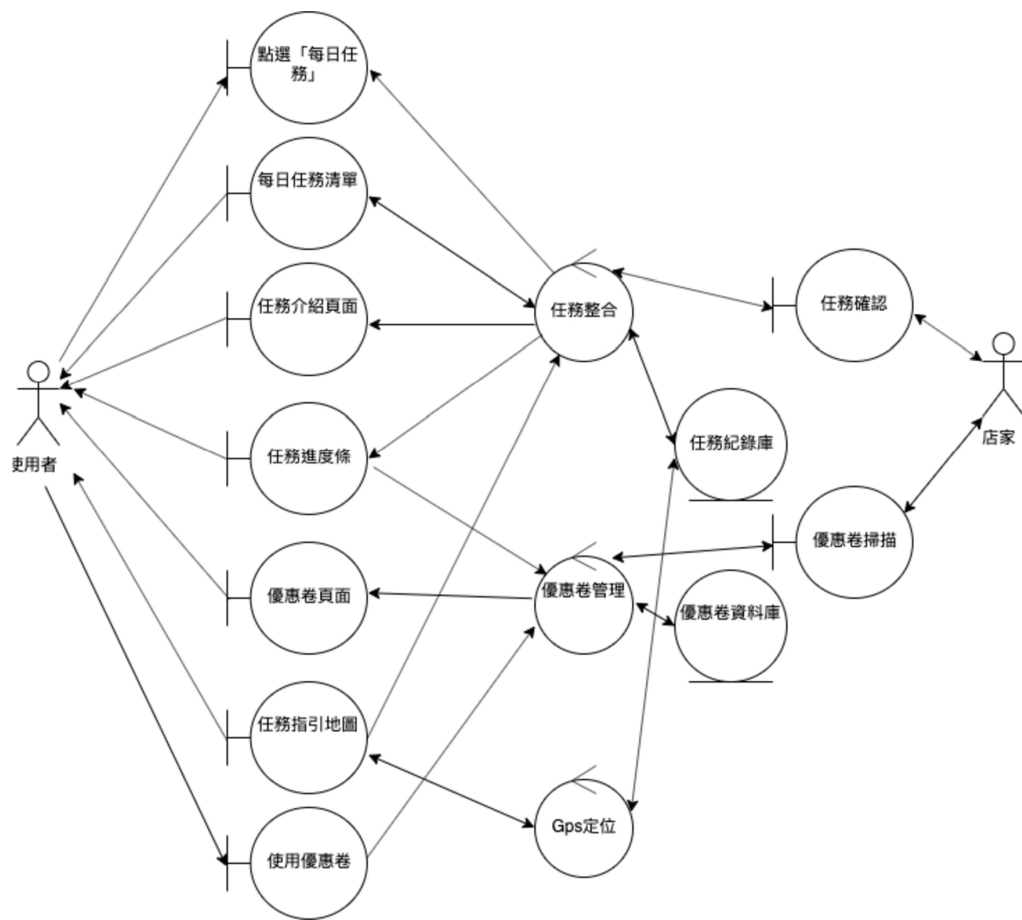 點選「每日任
務」
每日任務清單
任務介紹頁面
任務進度條
優惠卷頁面
任務指引地圖
使用優惠卷
使用者
任務整合
優惠卷管理
Gps定位
任務紀錄庫
優惠卷資料庫
任務確認
優惠卷掃描
店家